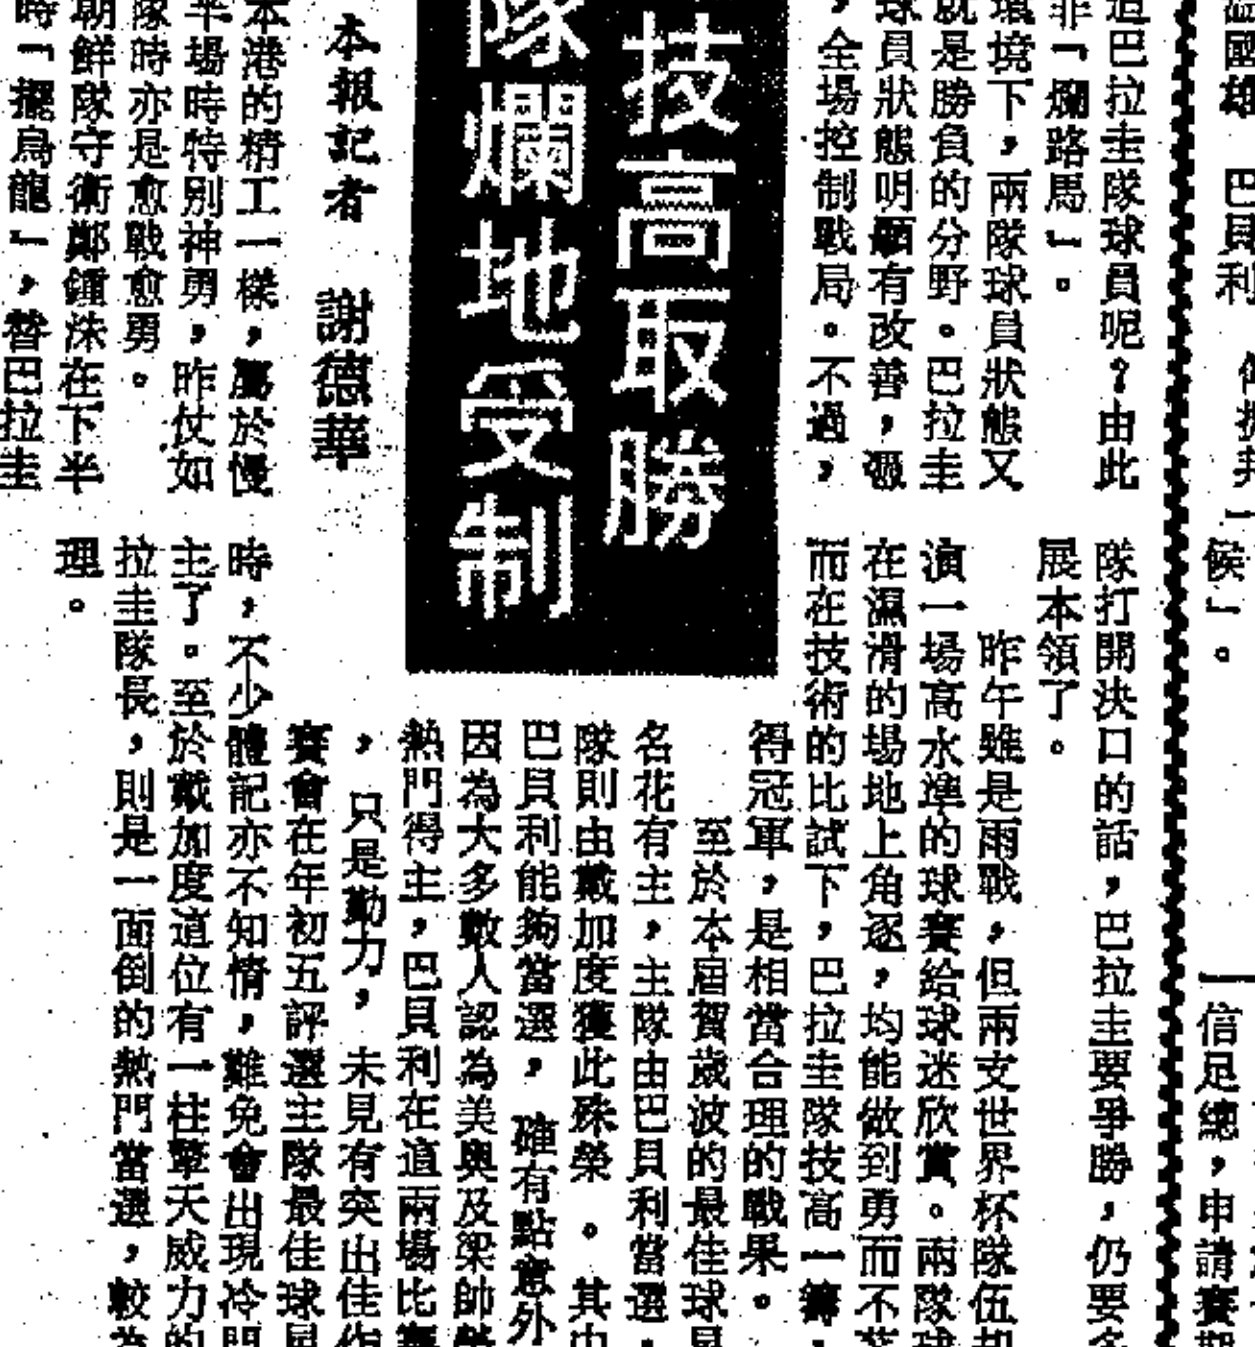 技高取勝
隊爛地受制
本報記者　謝德華
巴拉圭隊球員呢？由此
非「爛路馬」。
環境下，兩隊球員狀態又
就是勝負的分野。巴拉圭
球員狀態明顯有改善，
，全場控制戰局。不過，
本港的精工一樣，屬於慢
半場時特別神勇，昨仗如
隊時亦是愈戰愈勇。
朝鮮隊守衛鄭鍾洙在下半
時「擺烏龍」，替巴拉圭
隊打開決口的話，巴拉圭要爭勝，仍要
展本領了。
昨午雖是雨戰，但兩支世界杯隊伍却
演一場高水準的球賽給球迷欣賞。兩隊球
在濕滑的場地上角逐，均能做到勇而不
而在技術的比試下，巴拉圭隊技高一籌，
得冠軍，是相當合理的戰果。
至於本屆賀歲波的最佳球員
名花有主，主隊由巴貝利當選，
隊則由戴加度獲此殊榮。其中
巴貝利能夠當選，確有點意外
因為大多數人認為美奧及梁帥榮
熱門得主，巴貝利在這兩場比賽
，只是勤力，未見有突出佳作
賽會在年初五評選主隊最佳球員
時，不少體記亦不知情，難免會出現冷門
主了。至於戴加度這位有一柱擎天威力的
拉圭隊長，則是一面倒的熱門當選，較為
理。
國雄　巴貝利
候」。
信足總，申請賽期